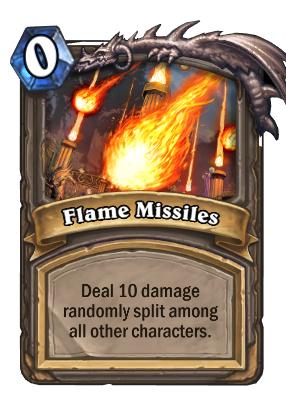 0
Flame Missiles
Deal 10 damage
randomly split among
all other characters.